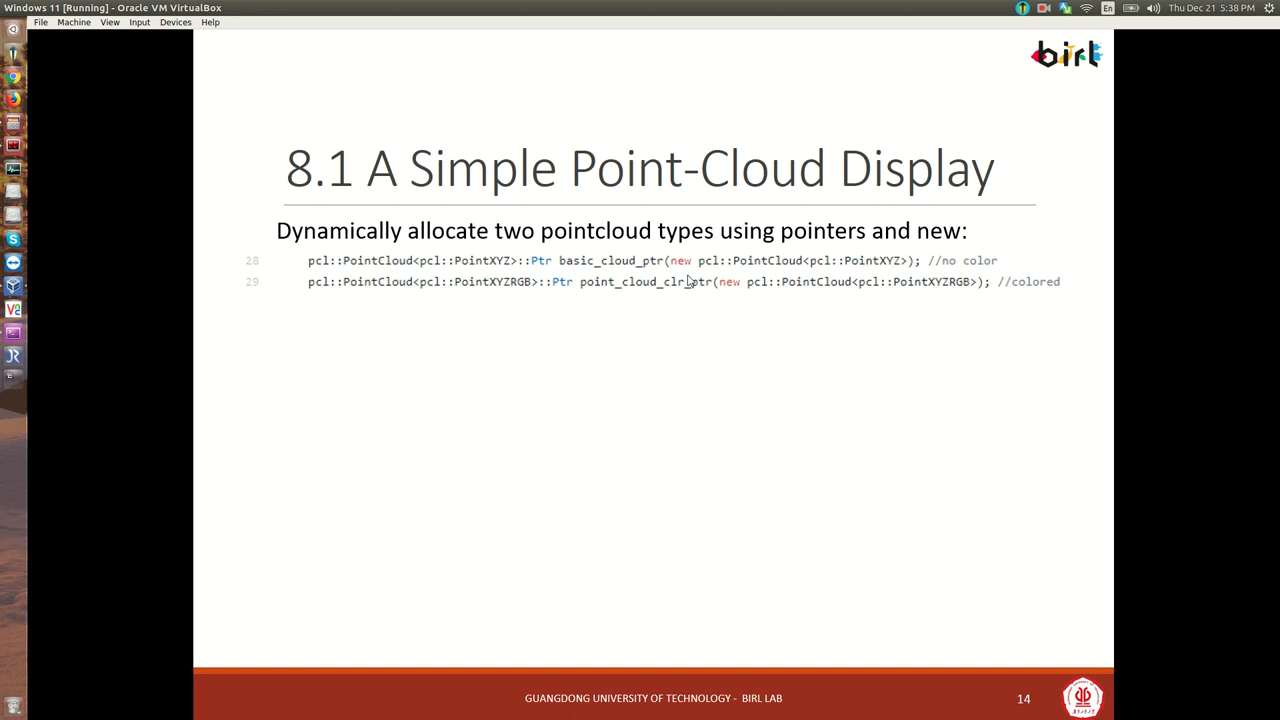 Windows 11 [Running] - Oracle VM VirtualBox
En
Thu Dec 21 5:38 PM
File Machine View Input Devices Help
birl
8.1 A Simple Point-Cloud Display
Dynamically allocate two pointcloud types using pointers and new:
28 pcl::PointCloud<pcl::PointXYZ>::Ptr basic_cloud_ptr(new pcl::PointCloud<pcl::PointXYZ>); //no color
29 pcl::PointCloud<pcl::PointXYZRGB>::Ptr point_cloud_clr_ptr(new pcl::PointCloud<pcl::PointXYZRGB>); //colored
GUANGDONG UNIVERSITY OF TECHNOLOGY - BIRL LAB
14